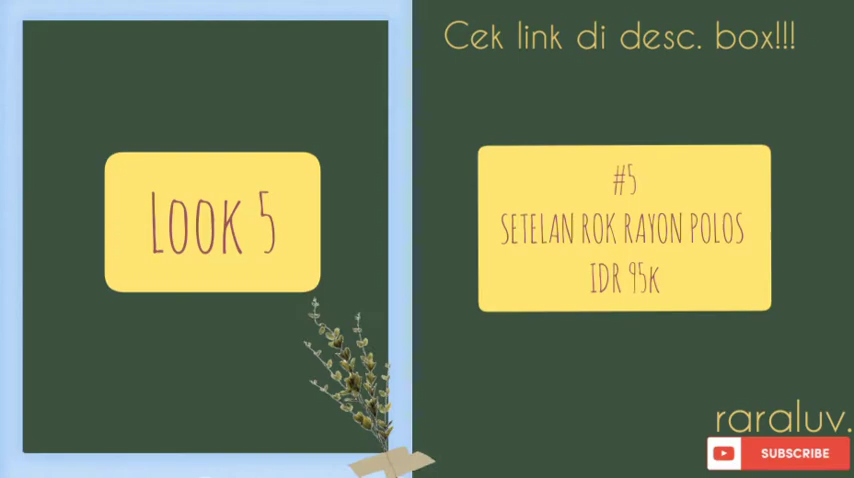 Cek link di desc. box!!!
Look 5
#5
SETELAN ROK RAYON POLOS
IDR 95K
raraluv.
SUBSCRIBE